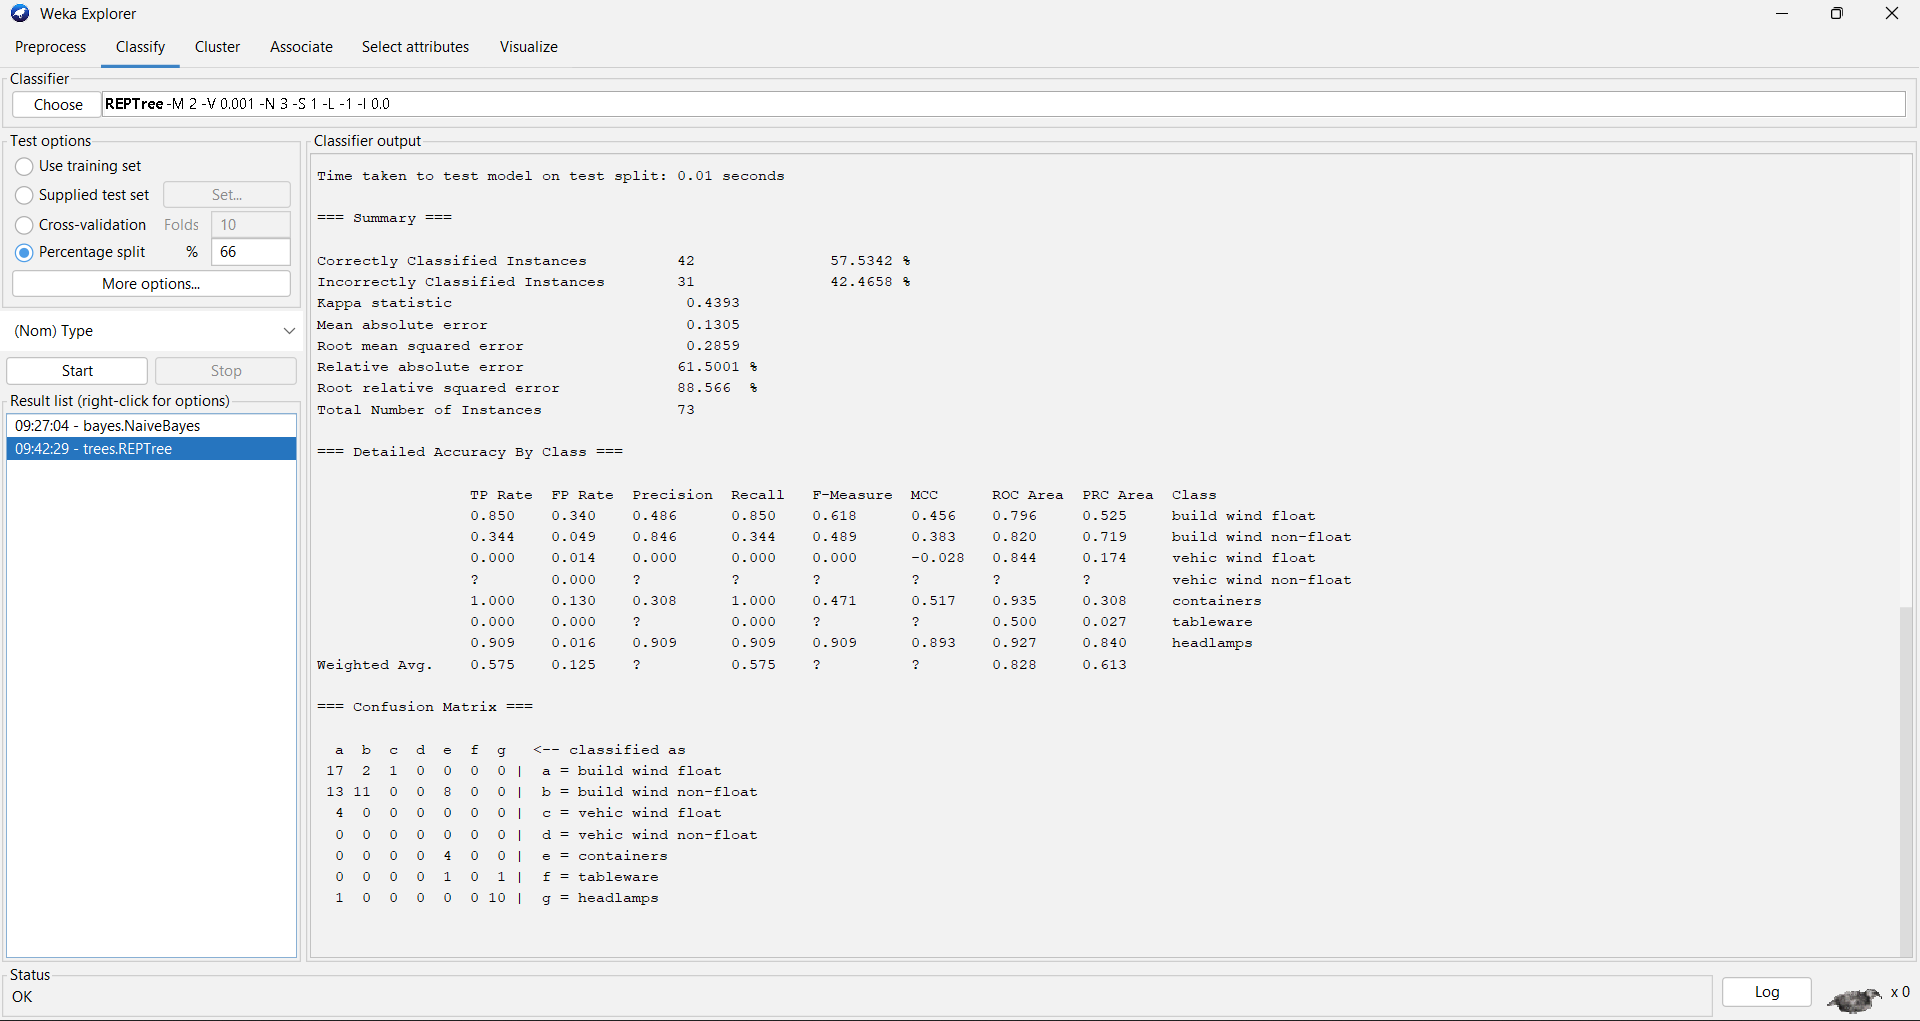 Weka Explorer
Preprocess Classify Cluster Associate Select attributes Visualize
Classifier
Choose REPTree -M 2 -V 0.001 -N 3 -S 1 -L -1 -I 0.0
Test options
Use training set
Supplied test set Set...
Cross-validation Folds 10
Percentage split % 66
More options...
(Nom) Type
Start Stop
Result list (right-click for options)
09:27:04 - bayes.NaiveBayes
09:42:29 - trees.REPTree
Classifier output
Time taken to test model on test split: 0.01 seconds
=== Summary ===
Correctly Classified Instances 42 57.5342 %
Incorrectly Classified Instances 31 42.4658 %
Kappa statistic 0.4393
Mean absolute error 0.1305
Root mean squared error 0.2859
Relative absolute error 61.5001 %
Root relative squared error 88.566 %
Total Number of Instances 73
=== Detailed Accuracy By Class ===
TP Rate FP Rate Precision Recall F-Measure MCC ROC Area PRC Area Class
0.850 0.340 0.486 0.850 0.618 0.456 0.796 0.525 build wind float
0.344 0.049 0.846 0.344 0.489 0.383 0.820 0.719 build wind non-float
0.000 0.014 0.000 0.000 0.000 -0.028 0.844 0.174 vehic wind float
? 0.000 ? ? ? ? ? ? vehic wind non-float
1.000 0.130 0.308 1.000 0.471 0.517 0.935 0.308 containers
0.000 0.000 ? 0.000 ? ? 0.500 0.027 tableware
0.909 0.016 0.909 0.909 0.909 0.893 0.927 0.840 headlamps
Weighted Avg. 0.575 0.125 ? 0.575 ? ? 0.828 0.613
=== Confusion Matrix ===
a b c d e f g <-- classified as
17 2 1 0 0 0 0 | a = build wind float
13 11 0 0 8 0 0 | b = build wind non-float
4 0 0 0 0 0 0 | c = vehic wind float
0 0 0 0 0 0 0 | d = vehic wind non-float
0 0 0 0 4 0 0 | e = containers
0 0 0 0 1 0 1 | f = tableware
1 0 0 0 0 0 10 | g = headlamps
Status
OK
Log x 0